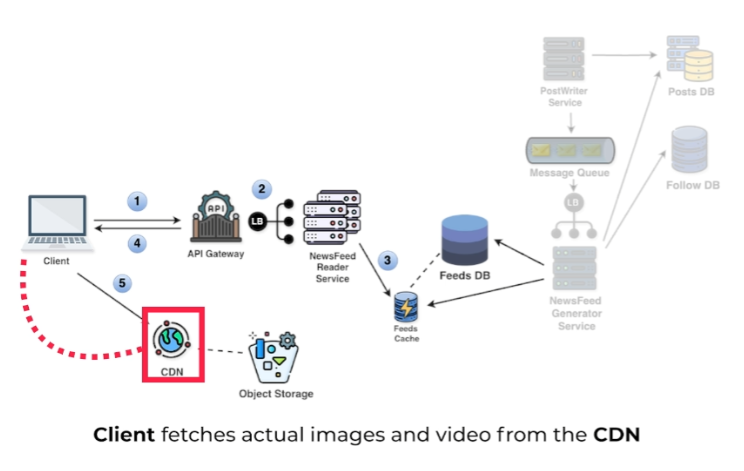 PostWriter
Service
Posts DB
Message Queue
Follow DB
LB
1
2
API
LB
4
Client
API Gateway
NewsFeed
Reader
Service
3
Feeds DB
5
NewsFeed
Generator
Service
Feeds
Cache
CDN
Object Storage
Client fetches actual images and video from the CDN